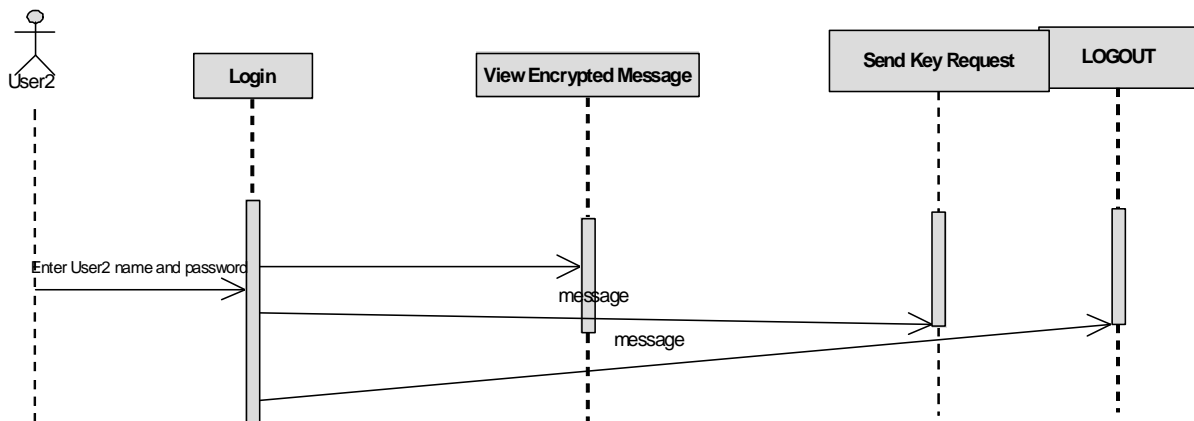 User2
Login
View Encrypted Message
Send Key Request
LOGOUT
Enter User2 name and password
message
message